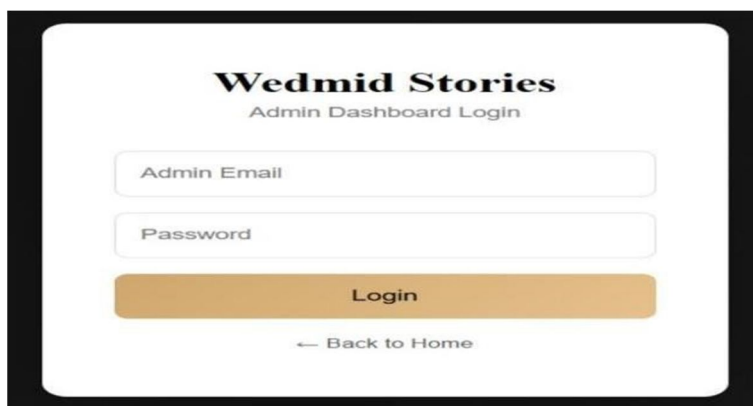 Wedmid Stories
Admin Dashboard Login
Admin Email
Password
Login
← Back to Home